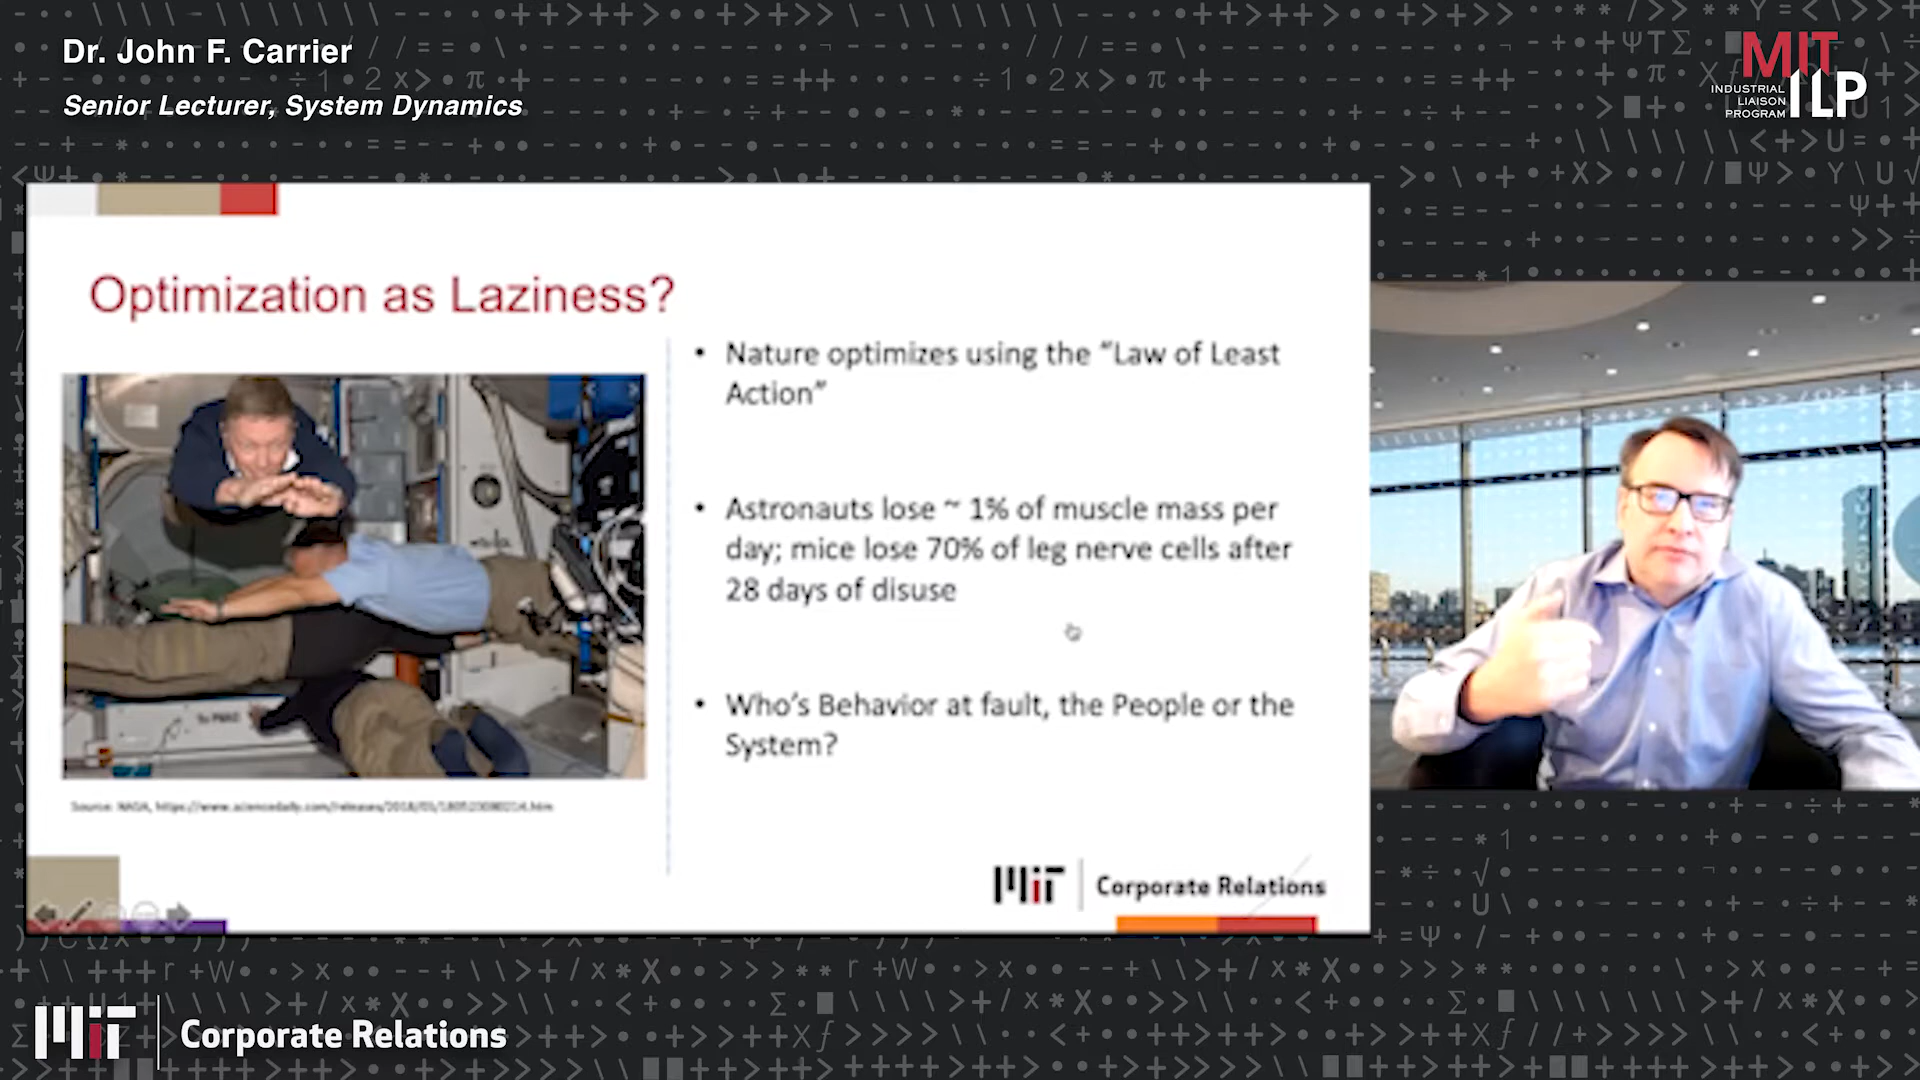 Dr. John F. Carrier
Senior Lecturer, System Dynamics
MIT
ILP
INDUSTRIAL
LIAISON
PROGRAM
Optimization as Laziness?
• Nature optimizes using the “Law of Least
Action”
• Astronauts lose ~ 1% of muscle mass per
day; mice lose 70% of leg nerve cells after
28 days of disuse
• Who’s Behavior at fault, the People or the
System?
Source: NASA,
MIT Corporate Relations
MIT Corporate Relations